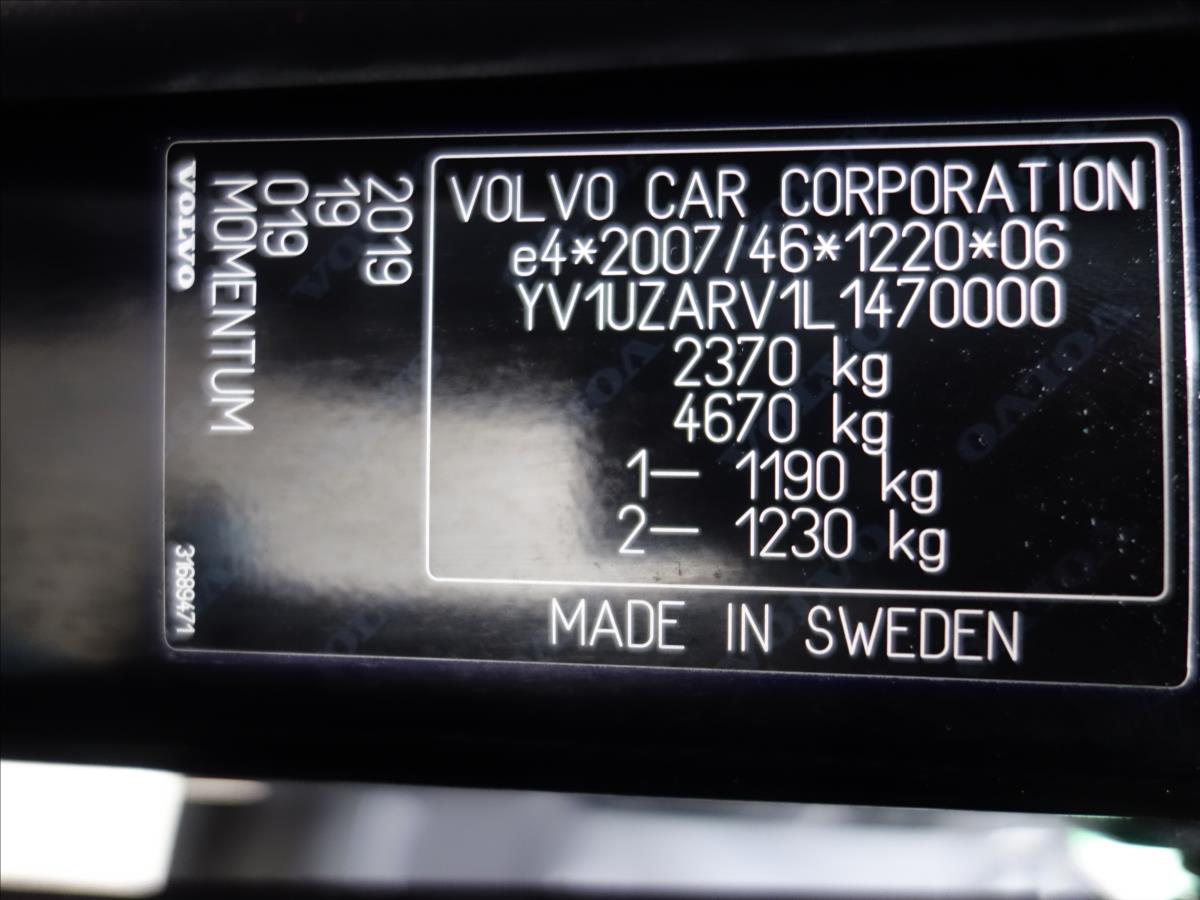 VOLVO
MOMENTUM
019
19
2019
31689471
VOLVO CAR CORPORATION
e4*2007/46*1220*06
YV1UZARV1L1470000
2370 kg
4670 kg
1— 1190 kg
2— 1230 kg
MADE IN SWEDEN